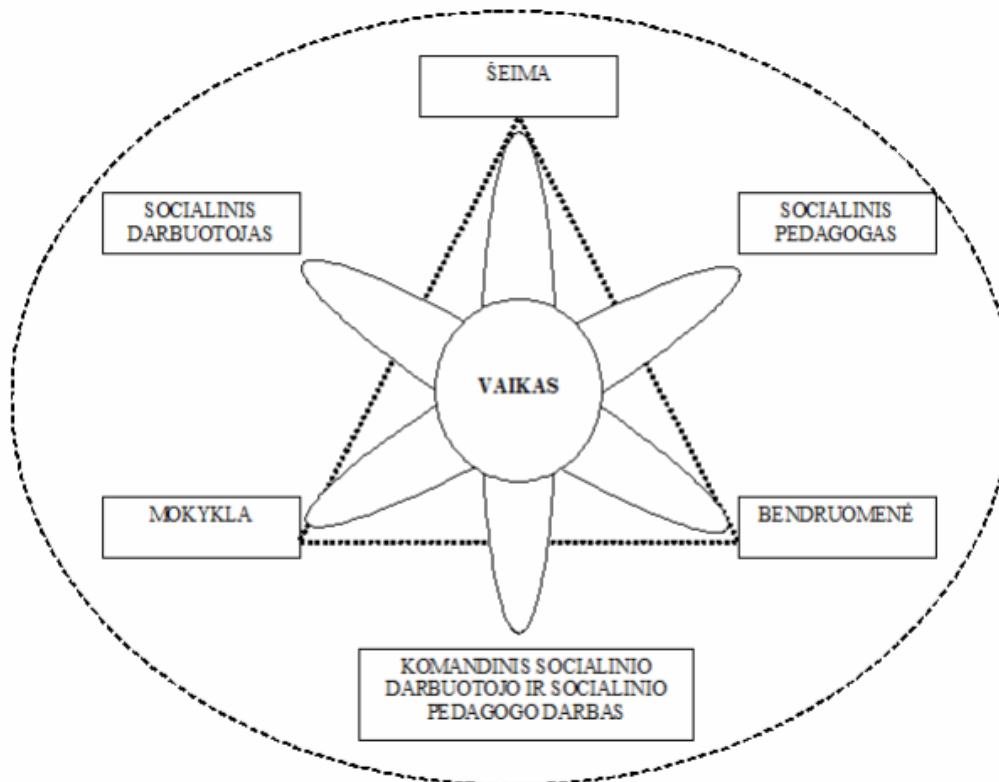 ŠEIMA
SOCIALINIS
DARBUOTOJAS
SOCIALINIS
PEDAGOGAS
VAIKAS
MOKYKLA
BENDRUOMENĖ
KOMANDINIS SOCIALINIO
DARBUOTOJO IR SOCIALINIO
PEDAGOGO DARBAS